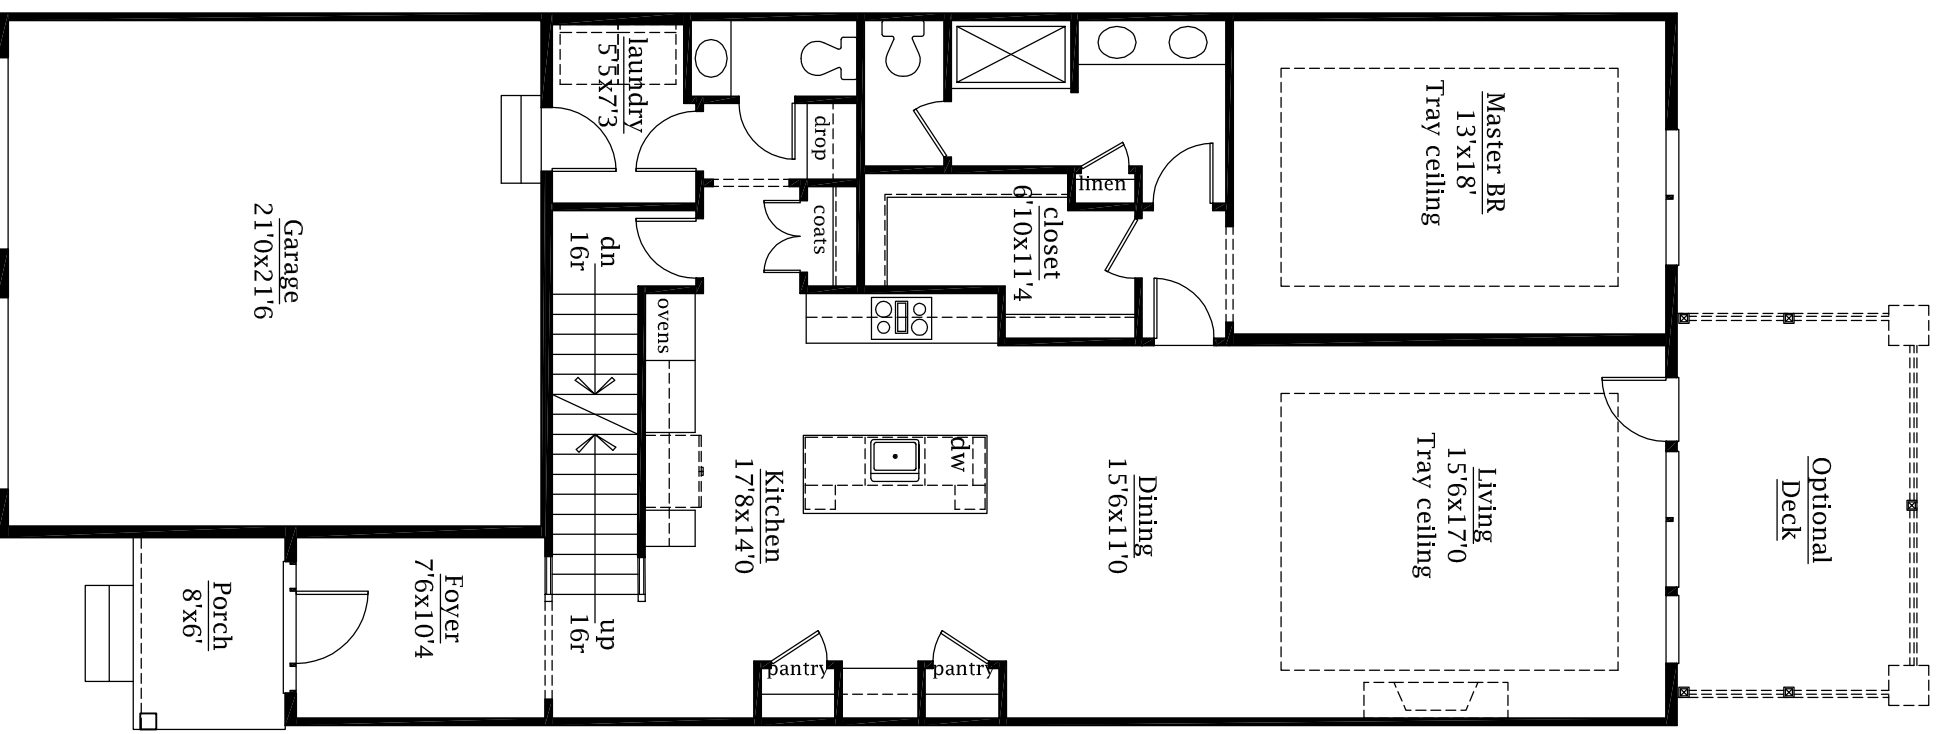 Garage
21'0x21'6
Porch
8'x6'
Foyer
7'6x10'4
laundry
5'5x7'3
dn
16r
up
16r
ovens
drop
coats
Kitchen
17'8x14'0
dw
pantry
pantry
linen
closet
6'10x11'4
Dining
15'6x11'0
Master BR
13'x18'
Tray ceiling
Living
15'6x17'0
Tray ceiling
Optional
Deck